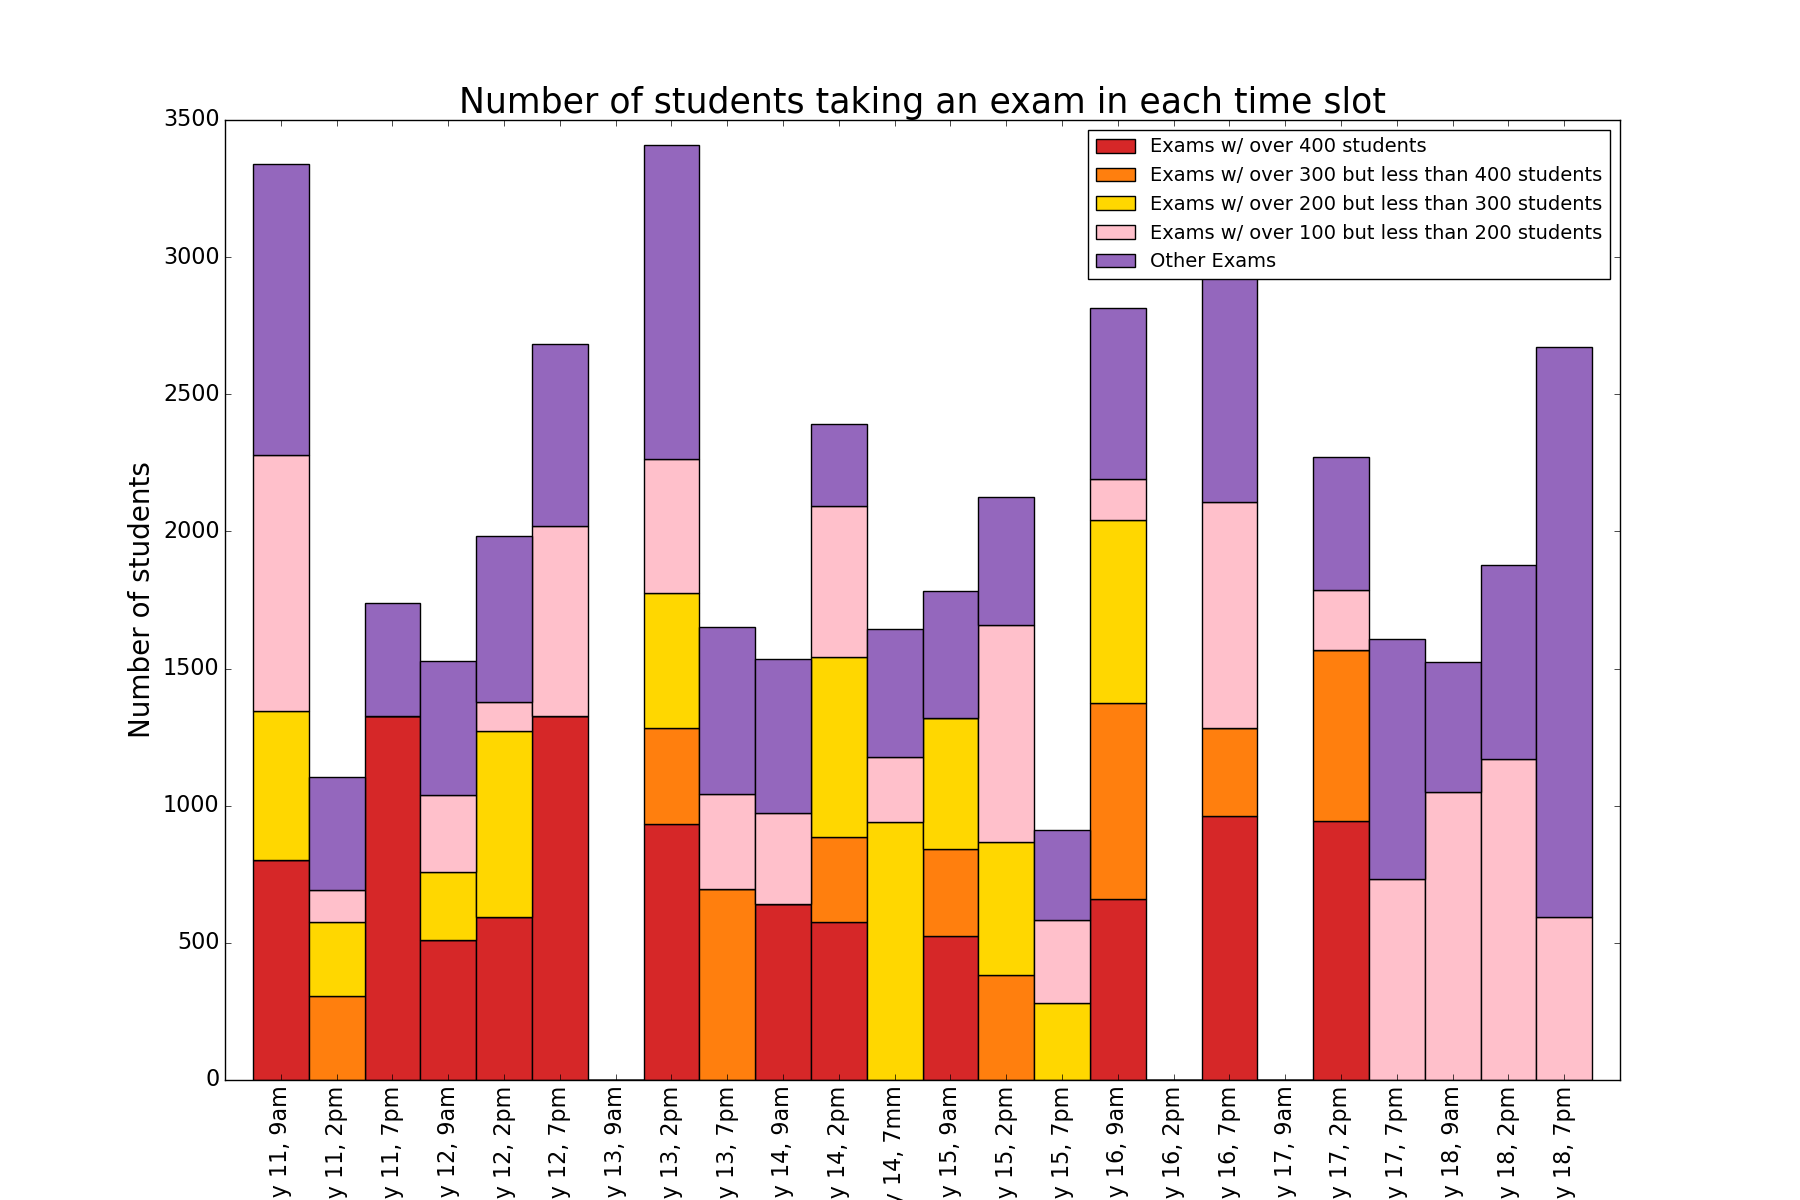 Number of students taking an exam in each time slot
Exams w/ over 400 students
Exams w/ over 300 but less than 400 students
Exams w/ over 200 but less than 300 students
Exams w/ over 100 but less than 200 students
Other Exams
Number of students
3500
3000
2500
2000
1500
1000
500
0
y 11, 9am
y 11, 2pm
y 11, 7pm
y 12, 9am
y 12, 2pm
y 12, 7pm
y 13, 9am
y 13, 2pm
y 13, 7pm
y 14, 9am
y 14, 2pm
y 14, 7mm
y 15, 9am
y 15, 2pm
y 15, 7pm
y 16, 9am
y 16, 2pm
y 16, 7pm
y 17, 9am
y 17, 2pm
y 17, 7pm
y 18, 9am
y 18, 2pm
y 18, 7pm